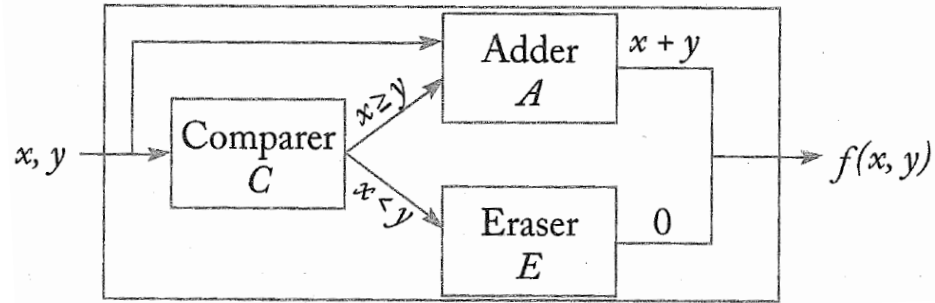 x, y
Comparer
C
x ≥ y
x < y
Adder
A
x + y
Eraser
E
0
f(x, y)